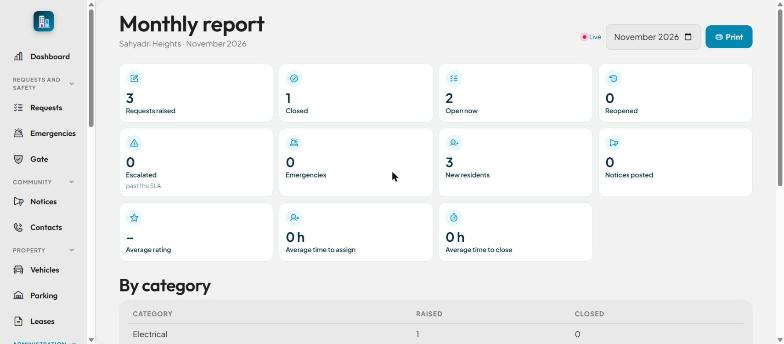 Monthly report
Sahyadri Heights · November 2026
Live
November 2026
Print
Dashboard
REQUESTS AND SAFETY
Requests
Emergencies
Gate
COMMUNITY
Notices
Contacts
PROPERTY
Vehicles
Parking
Leases
ADMINISTRATION
3
Requests raised
1
Closed
2
Open now
0
Reopened
0
Escalated
past the SLA
0
Emergencies
3
New residents
0
Notices posted
–
Average rating
0 h
Average time to assign
0 h
Average time to close
By category
CATEGORY RAISED CLOSED
Electrical 1 0